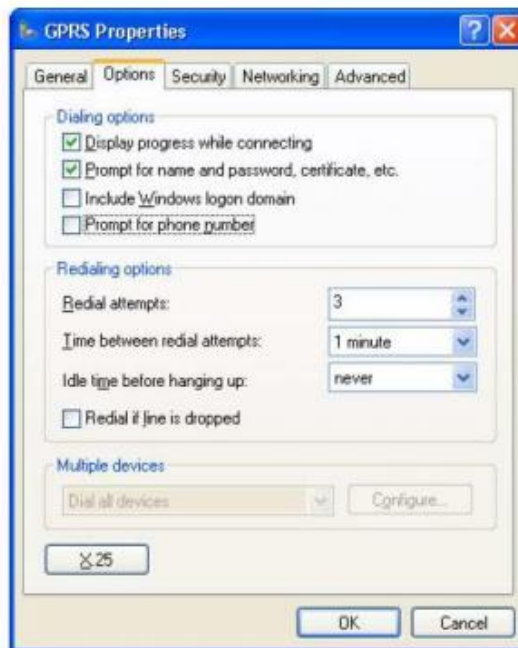 GPRS Properties
General Options Security Networking Advanced
Dialing options
Display progress while connecting
Prompt for name and password, certificate, etc.
Include Windows logon domain
Prompt for phone number
Redialing options
Redial attempts: 3
Time between redial attempts: 1 minute
Idle time before hanging up: never
Redial if line is dropped
Multiple devices
Dial all devices Configure...
X.25
OK Cancel